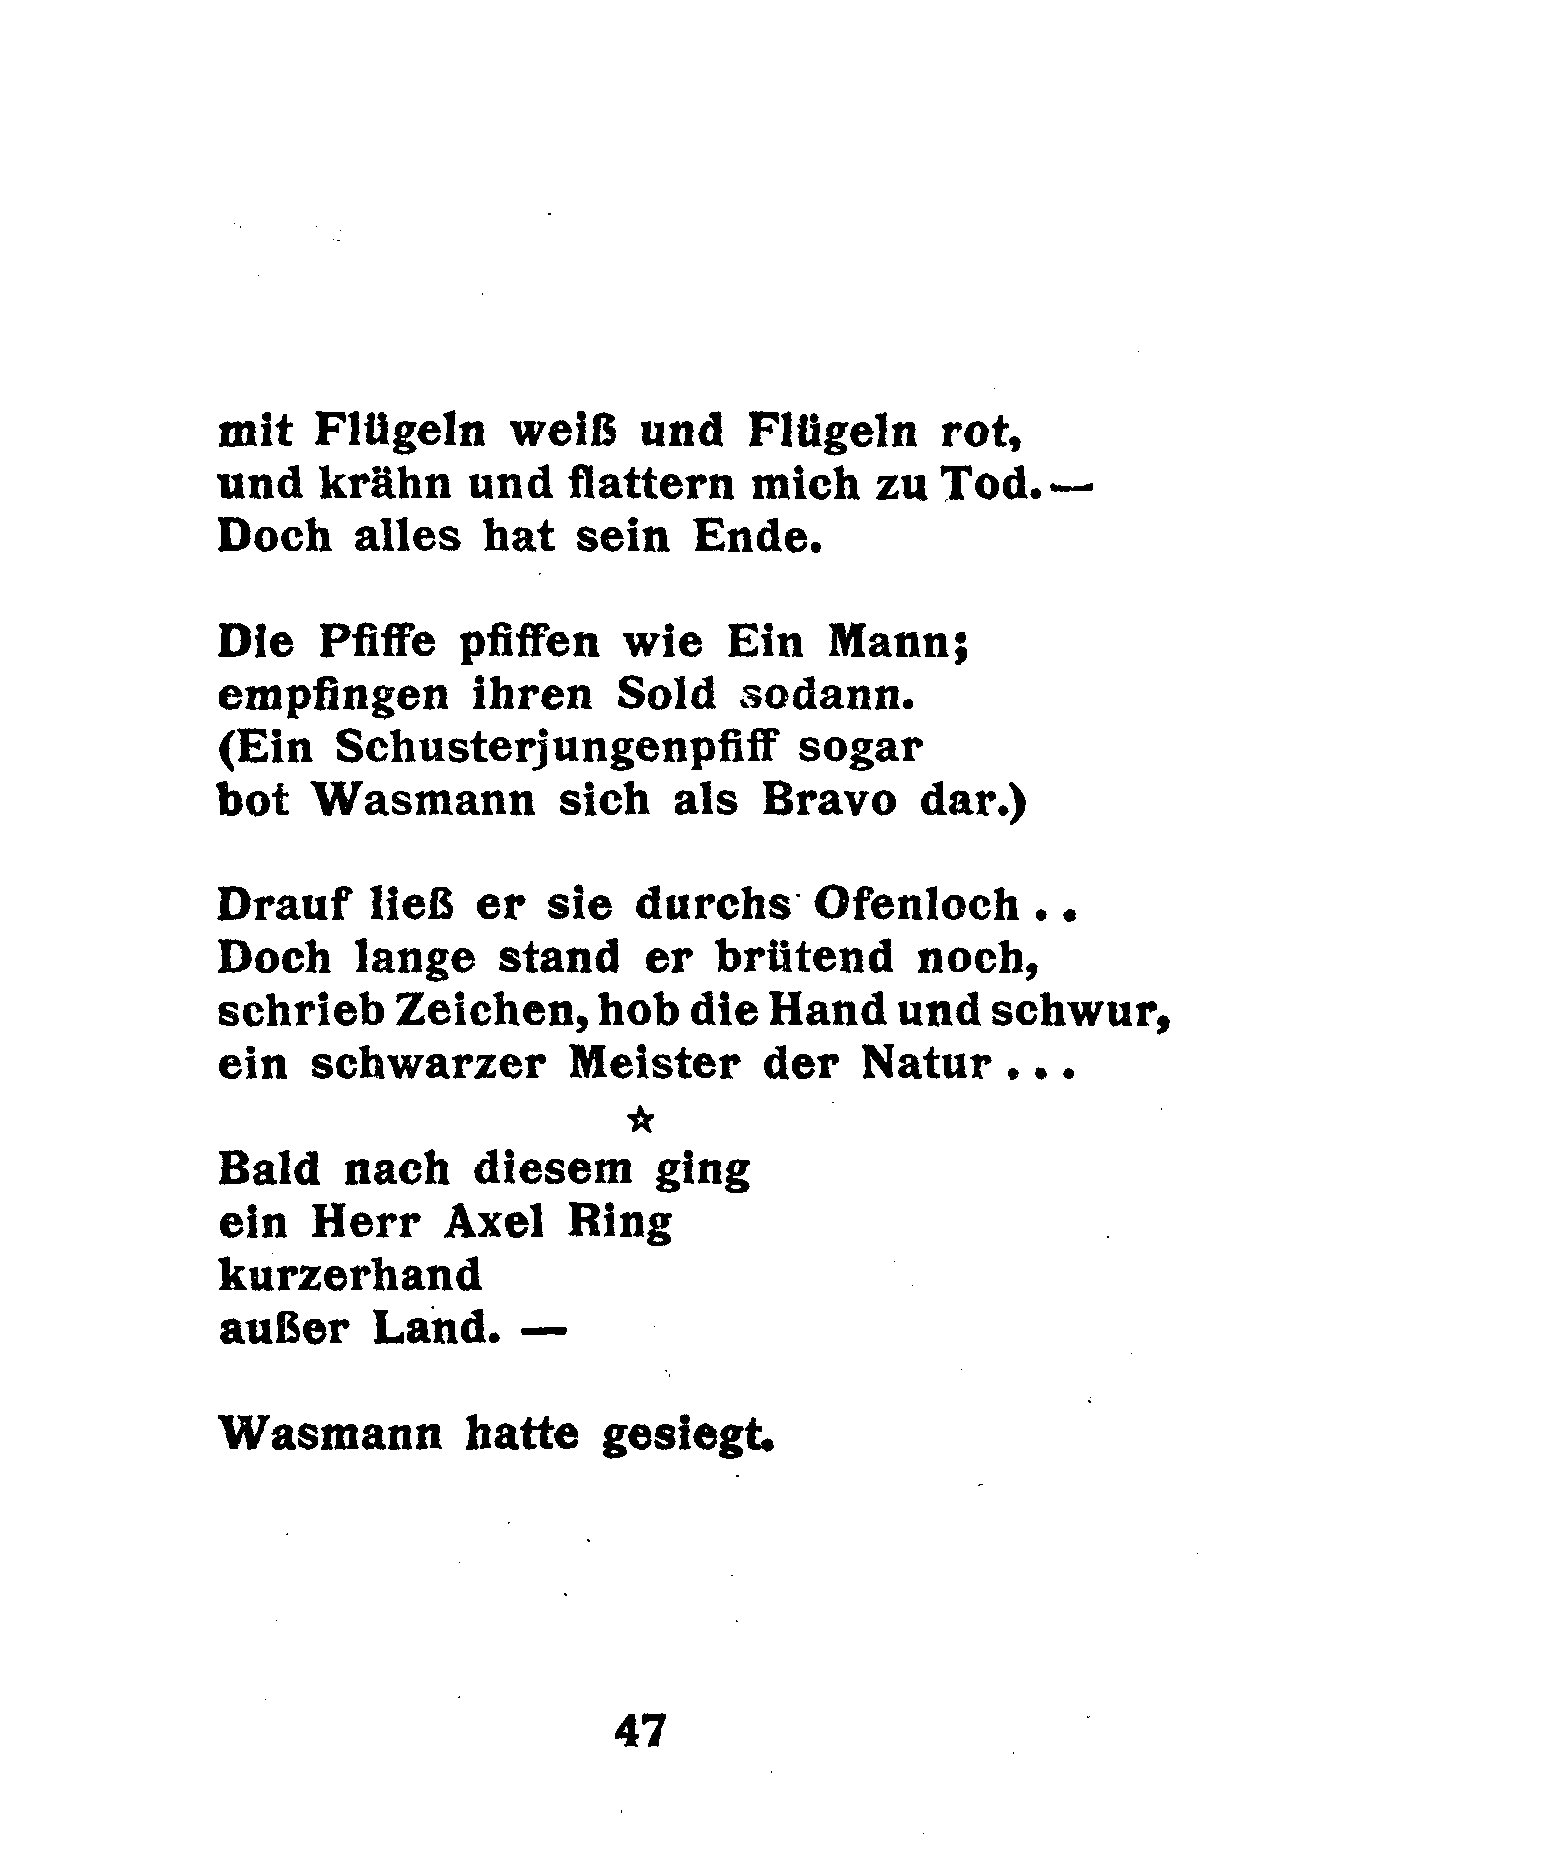 mit Flügeln weiß und Flügeln rot,
und krähn und flattern mich zu Tod. —
Doch alles hat sein Ende.
Die Pfiffe pfiffen wie Ein Mann;
empfingen ihren Sold sodann.
(Ein Schusterjungenpfiff sogar
bot Wasmann sich als Bravo dar.)
Drauf ließ er sie durchs Ofenloch . .
Doch lange stand er brütend noch,
schrieb Zeichen, hob die Hand und schwur,
ein schwarzer Meister der Natur . . .
☆
Bald nach diesem ging
ein Herr Axel Ring
kurzerhand
außer Land. —
Wasmann hatte gesiegt.
47